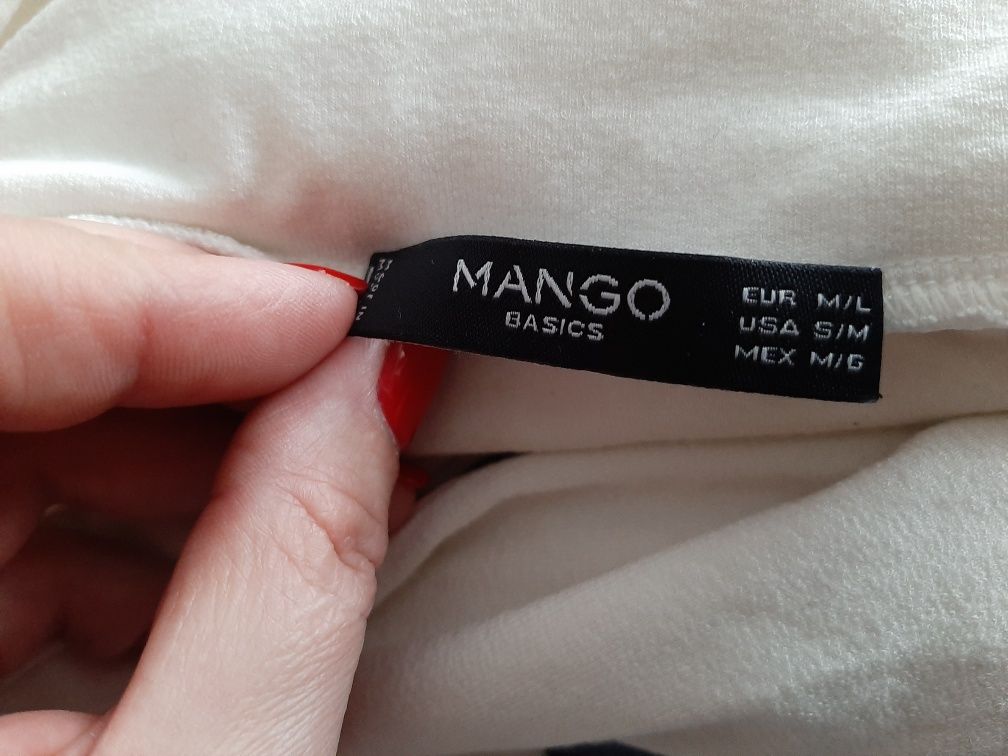 MANGO
BASICS
EUR M/L
USA S/M
MEX M/G